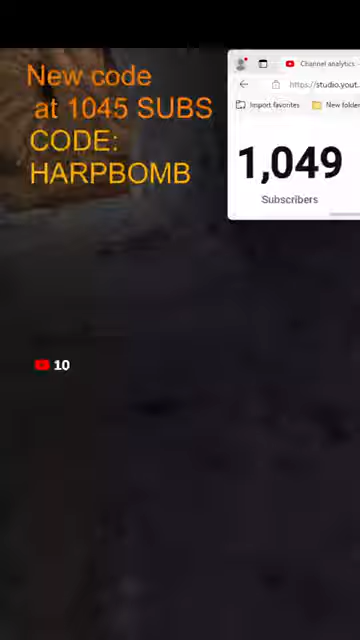 New code
at 1045 SUBS
CODE:
HARPBOMB
Channel analytics -
https://studio.yout
Import favorites
New folde
1,049
Subscribers
10